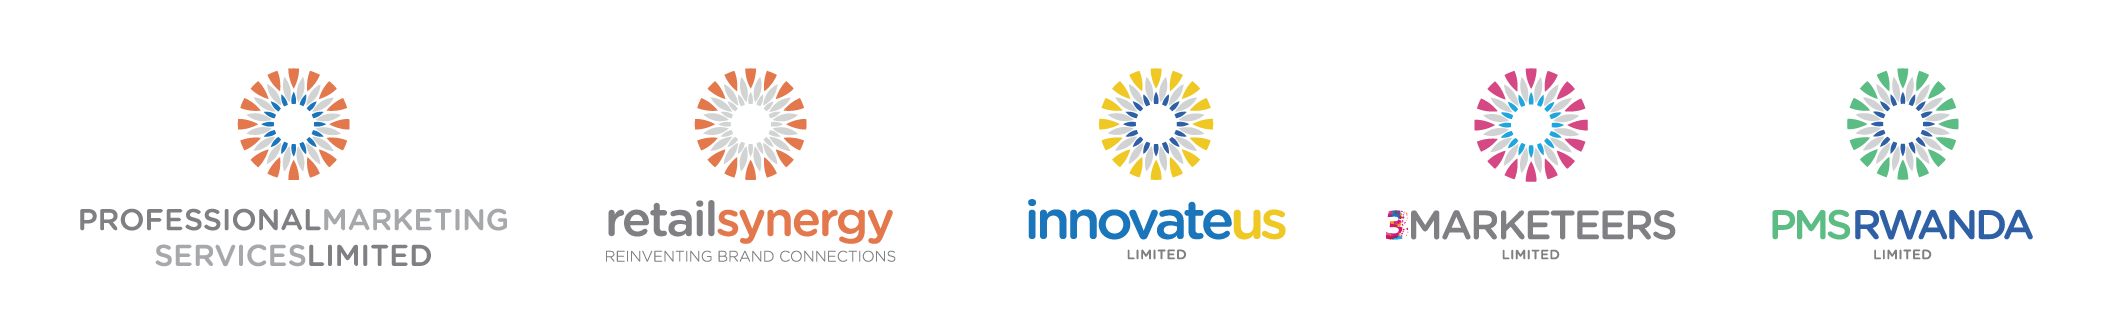 PROFESSIONALMARKETING
SERVICESLIMITED
retailsynergy
REINVENTING BRAND CONNECTIONS
innovateus
LIMITED
3MARKETEERS
LIMITED
PMSRWANDA
LIMITED